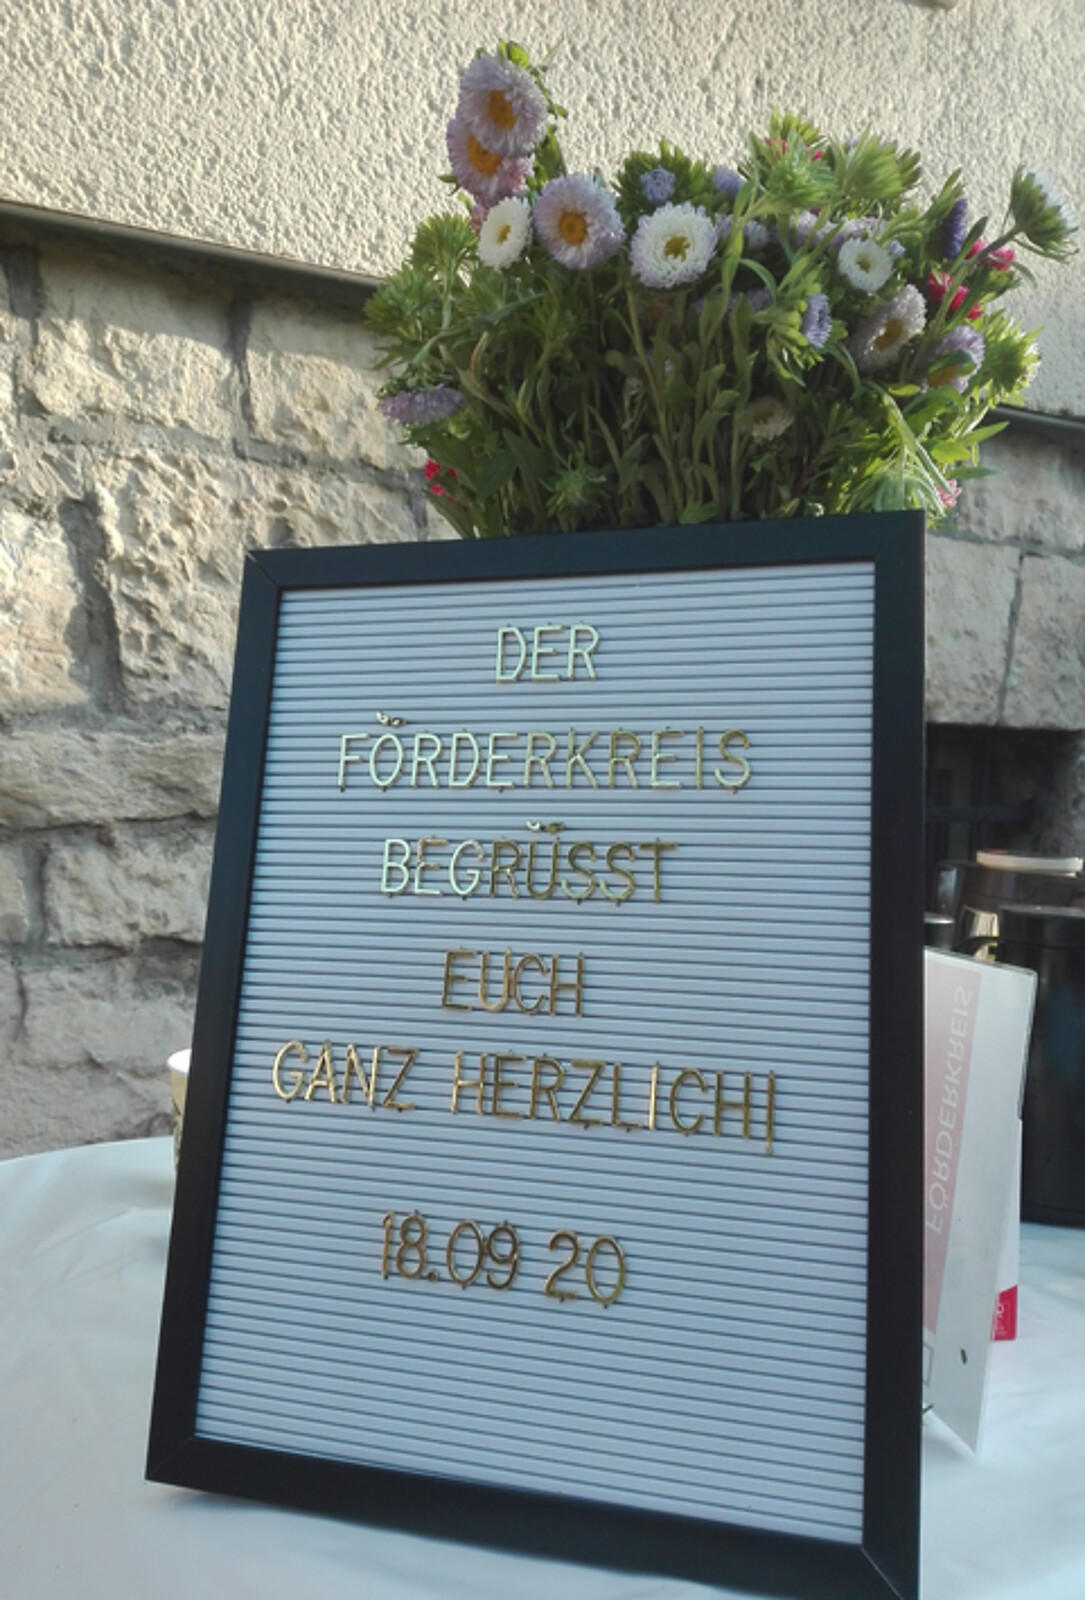 DER
FÖRDERKREIS
BEGRÜSST
EUCH
GANZ HERZLICH!
18.09 20
FÖRDERKREIS